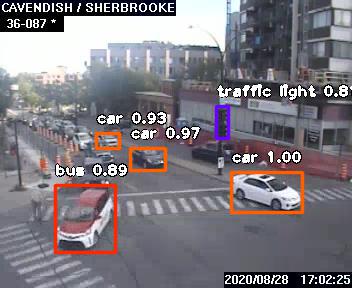 CAVENDISH / SHERBROOKE
36-087 *
traffic light 0.8
car 0.93
car 0.97
car 1.00
bus 0.89
2020/08/28 17:02:25